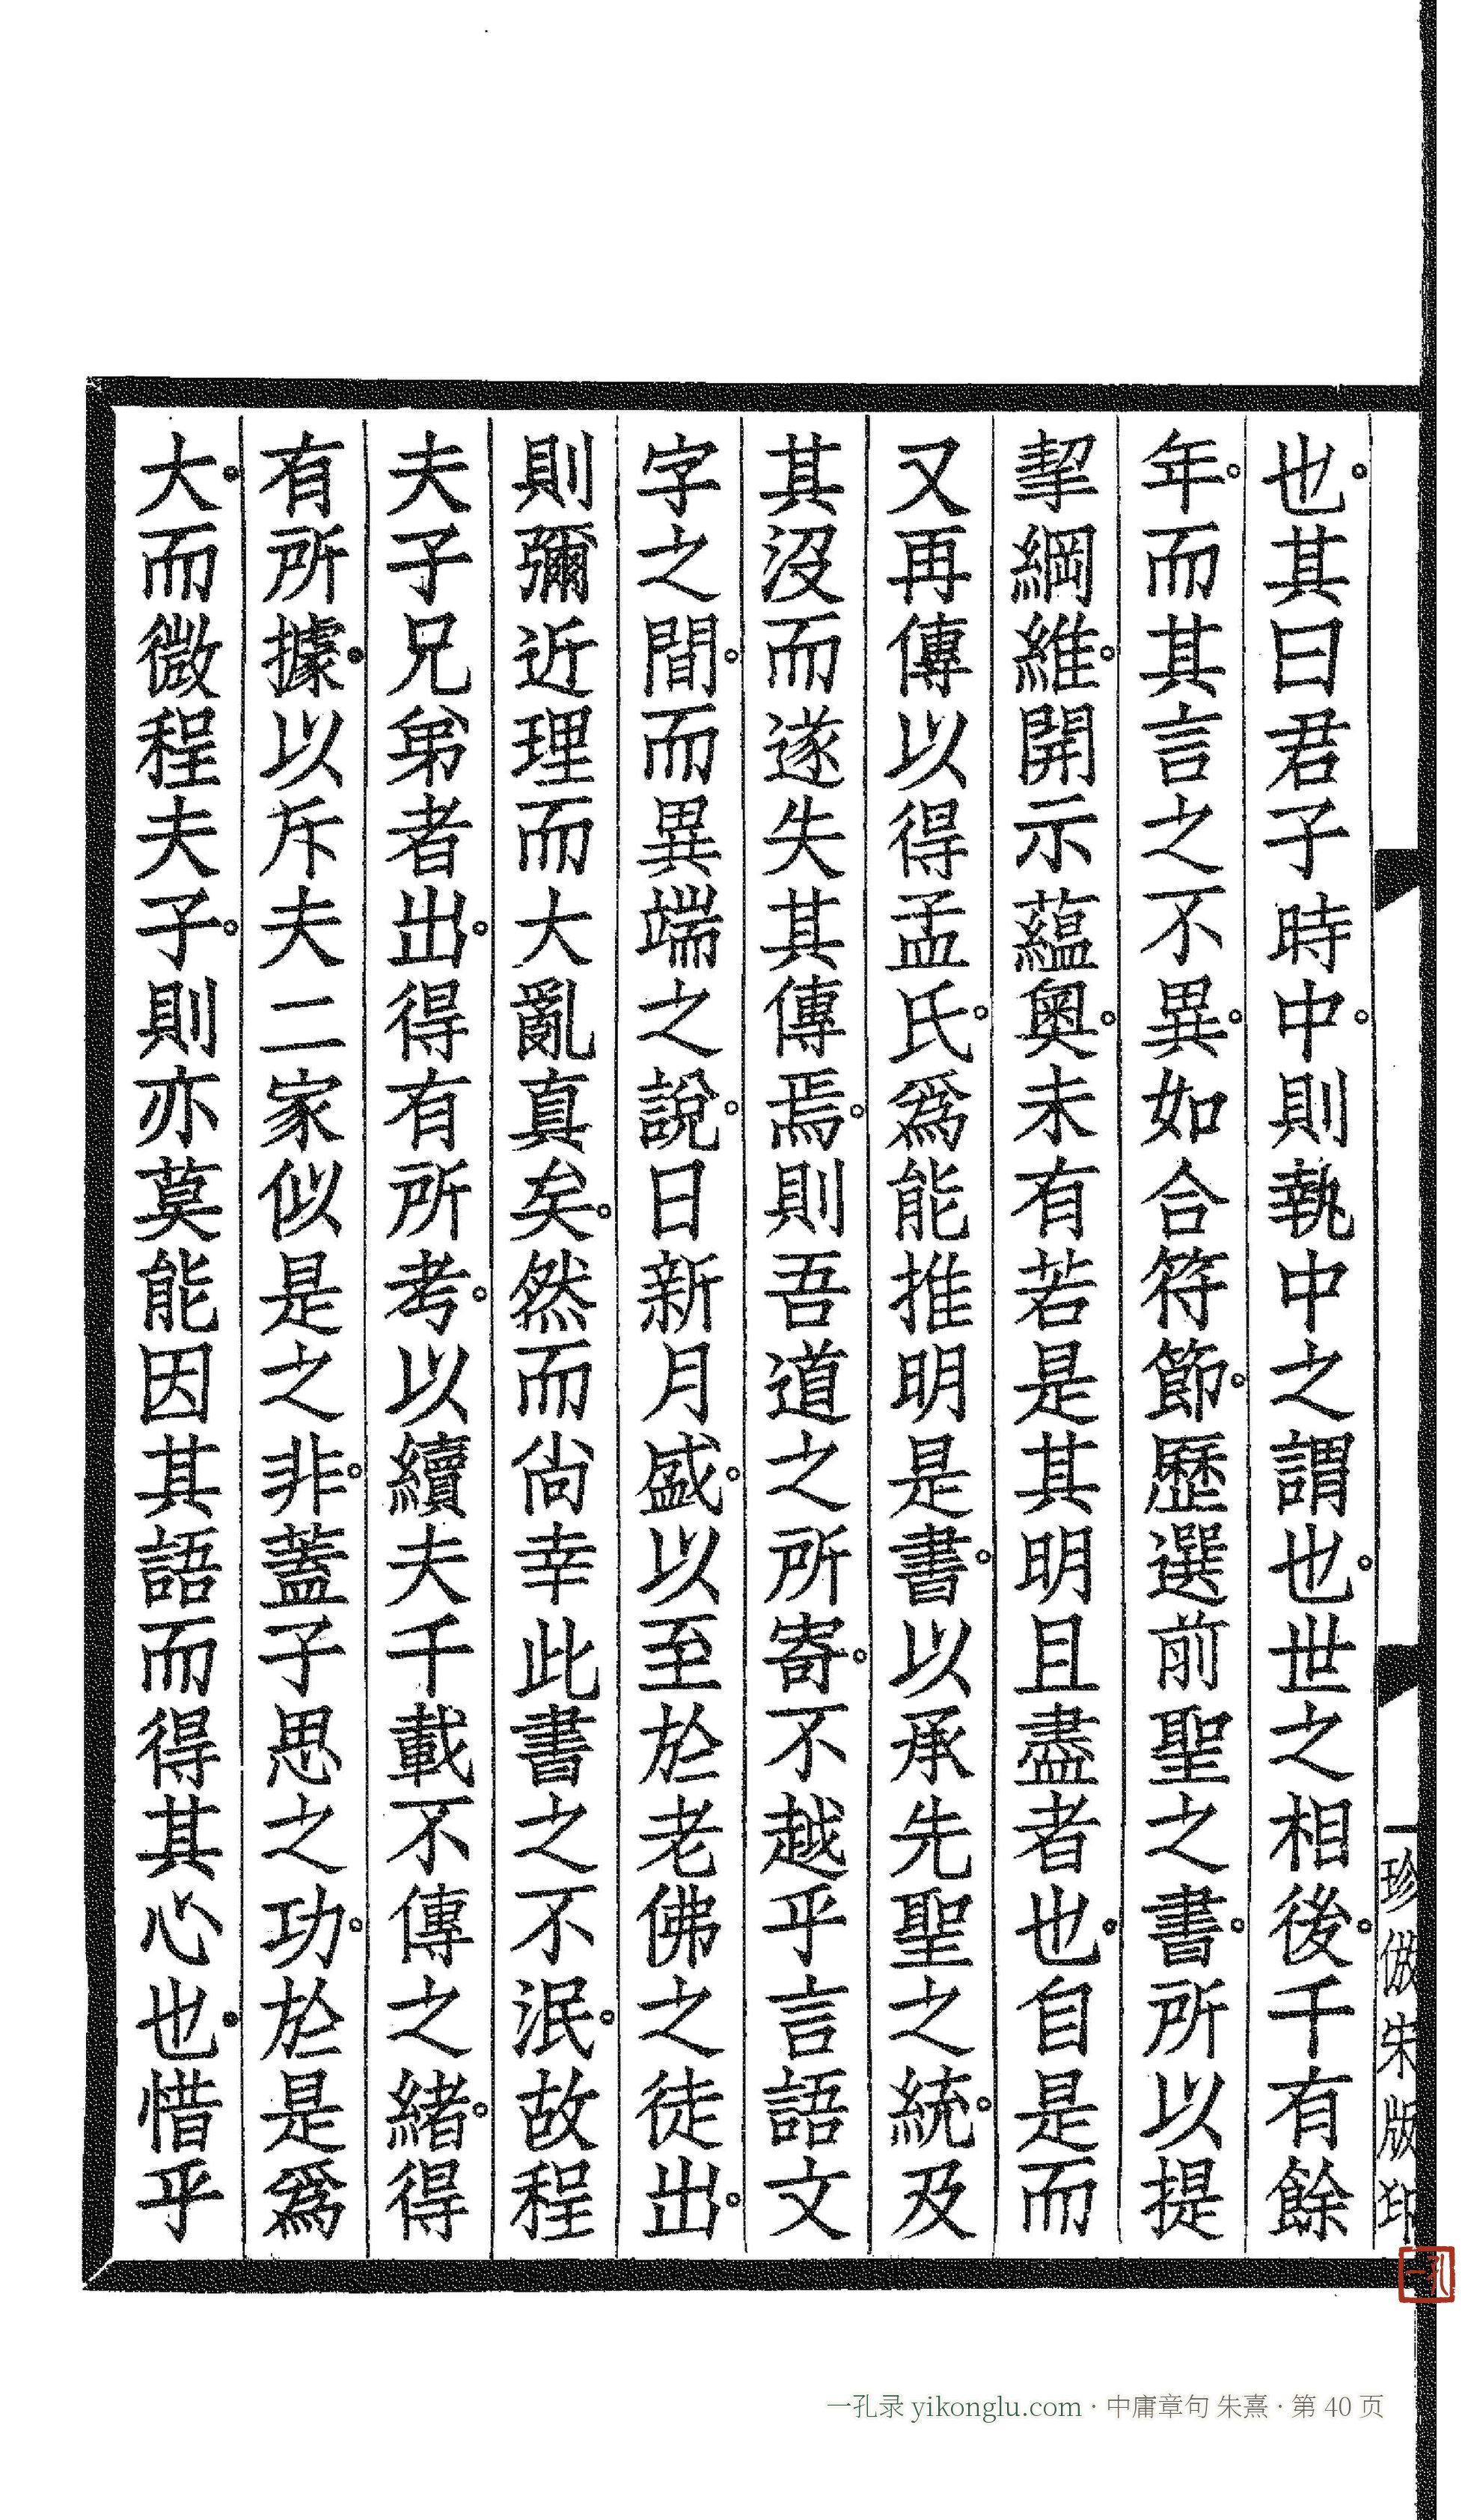 珍倣宋版印
也。其曰君子時中。則執中之謂也。世之相後。千有餘
年。而其言之不異。如合符節。歷選前聖之書。所以提
挈綱維。開示蘊奧。未有若是其明且盡者也。自是而
又再傳以得孟氏。爲能推明是書。以承先聖之統。及
其沒而遂失其傳焉。則吾道之所寄。不越乎言語文
字之閒。而異端之說。日新月盛。以至於老佛之徒出。
則彌近理而大亂真矣。然而尚幸此書之不泯。故程
夫子兄弟者出。得有所考。以續夫千載不傳之緒。得
有所據。以斥夫二家似是之非。蓋子思之功。於是爲
大。而微程夫子。則亦莫能因其語而得其心也。惜乎
一孔
一孔录 yikonglu.com · 中庸章句 朱熹 · 第 40 页